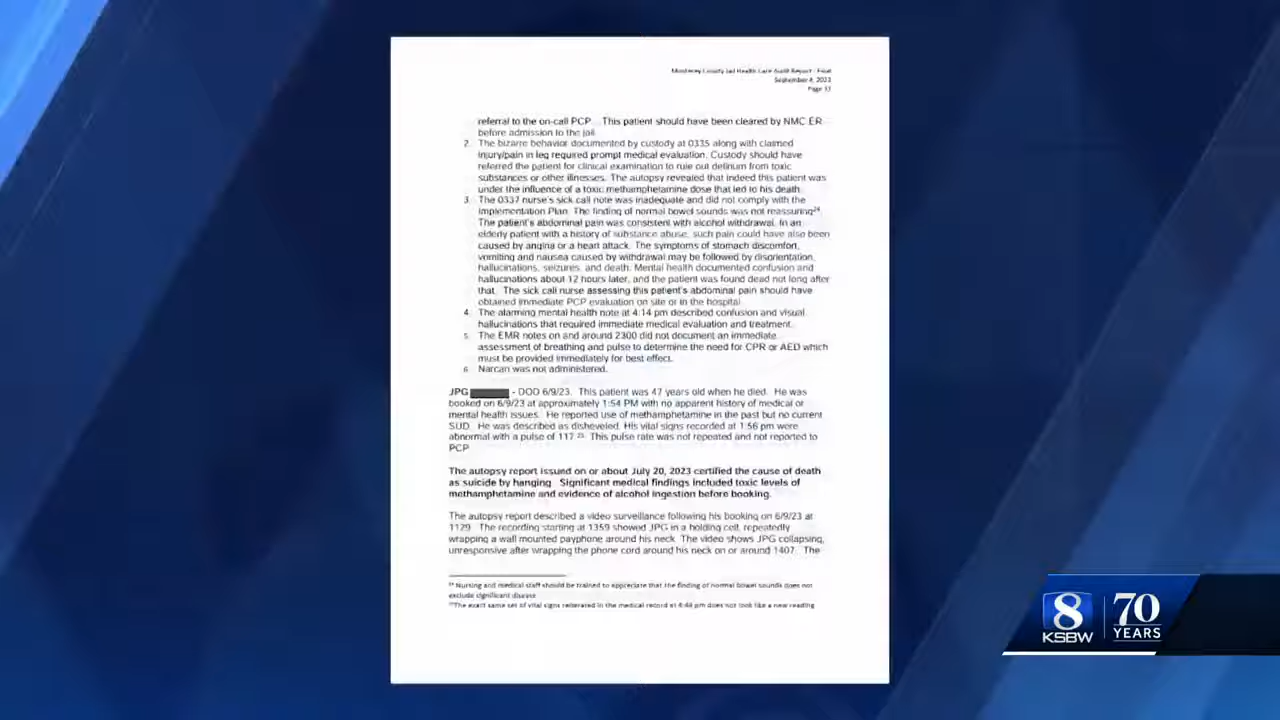 Monterey County Jail Health Care Audit Report - Final
September 4, 2023
referral to the on-call PCP. This patient should have been cleared by NMC ER
before admission to the jail.
2. The bizarre behavior documented by custody at 0335 along with claimed
injury/pain in leg required prompt medical evaluation. Custody should have
referred the patient for clinical examination to rule out delirium from toxic
substances or other illnesses. The autopsy revealed that indeed this patient was
under the influence of a toxic methamphetamine dose that led to his death.
3. The 0337 nurse's sick call note was inadequate and did not comply with the
Implementation Plan. The finding of normal bowel sounds was not reassuring24
The patient's abdominal pain was consistent with alcohol withdrawal. In an
elderly patient with a history of substance abuse, such pain could have also been
caused by angina or a heart attack. The symptoms of stomach discomfort,
vomiting and nausea caused by withdrawal may be followed by disorientation,
hallucinations, seizures, and death. Mental health documented confusion and
hallucinations about 12 hours later, and the patient was found dead not long after
that. The sick call nurse assessing this patient's abdominal pain should have
obtained immediate PCP evaluation on site or in the hospital.
4. The alarming mental health note at 4:14 pm described confusion and visual
hallucinations that required immediate medical evaluation and treatment.
5. The EMR notes on and around 2300 did not document an immediate
assessment of breathing and pulse to determine the need for CPR or AED which
must be provided immediately for best effect.
6. Narcan was not administered.
JPG - DOD 6/9/23. This patient was 47 years old when he died. He was
booked on 6/9/23 at approximately 1:54 PM with no apparent history of medical or
mental health issues. He reported use of methamphetamine in the past but no current
SUD. He was described as disheveled. His vital signs recorded at 1:56 pm were
abnormal with a pulse of 117.25 This pulse rate was not repeated and not reported to
PCP
The autopsy report issued on or about July 20, 2023 certified the cause of death
as suicide by hanging. Significant medical findings included toxic levels of
methamphetamine and evidence of alcohol ingestion before booking.
The autopsy report described a video surveillance following his booking on 6/9/23 at
1129. The recording starting at 1359 showed JPG in a holding cell, repeatedly
wrapping a wall mounted payphone around his neck. The video shows JPG collapsing,
unresponsive after wrapping the phone cord around his neck on or around 1407. The
24 Nursing and medical staff should be trained to appreciate that the finding of normal bowel sounds does not
exclude significant disease
25 The exact same set of vital signs reiterated in the medical record at 4:44 pm does not look like a new reading
8 KSBW
70 YEARS